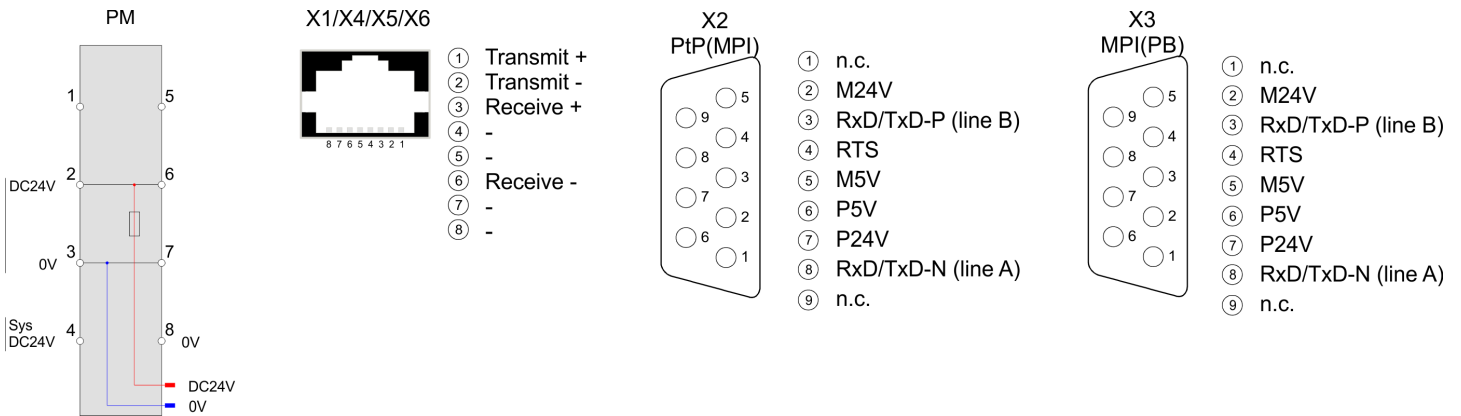 PM
1
5
2
6
DC24V
3
7
0V
Sys
DC24V
4
8
0V
DC24V
0V
X1/X4/X5/X6
8 7 6 5 4 3 2 1
1 Transmit +
2 Transmit -
3 Receive +
4 -
5 -
6 Receive -
7 -
8 -
X2
PtP(MPI)
5
9
4
8
3
7
2
6
1
1 n.c.
2 M24V
3 RxD/TxD-P (line B)
4 RTS
5 M5V
6 P5V
7 P24V
8 RxD/TxD-N (line A)
9 n.c.
X3
MPI(PB)
5
9
4
8
3
7
2
6
1
1 n.c.
2 M24V
3 RxD/TxD-P (line B)
4 RTS
5 M5V
6 P5V
7 P24V
8 RxD/TxD-N (line A)
9 n.c.